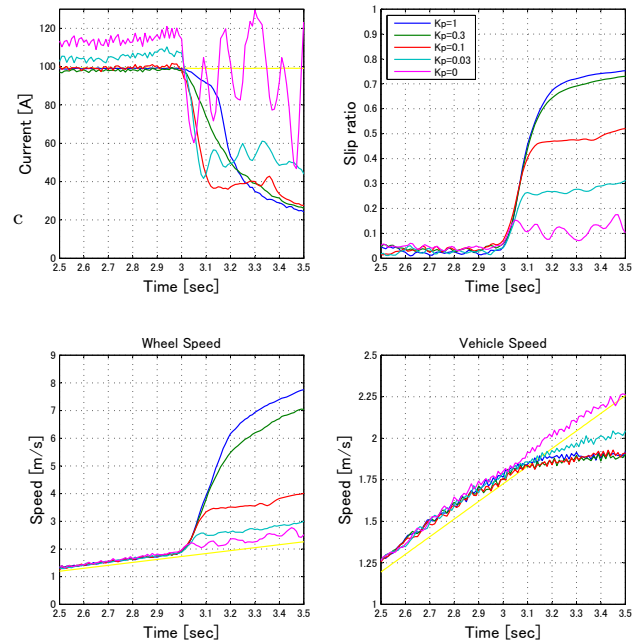 140
120
100
80
60
40
20
0
Current [A]
2.5 2.6 2.7 2.8 2.9 3 3.1 3.2 3.3 3.4 3.5
Time [sec]
C
1
0.9
0.8
0.7
0.6
0.5
0.4
0.3
0.2
0.1
0
Slip ratio
Kp=1
Kp=0.3
Kp=0.1
Kp=0.03
Kp=0
2.5 2.6 2.7 2.8 2.9 3 3.1 3.2 3.3 3.4 3.5
Time [sec]
Wheel Speed
9
8
7
6
5
4
3
2
1
0
Speed [m/s]
2.5 2.6 2.7 2.8 2.9 3 3.1 3.2 3.3 3.4 3.5
Time [sec]
Vehicle Speed
2.5
2.25
2
1.75
1.5
1.25
1
Speed [m/s]
2.5 2.6 2.7 2.8 2.9 3 3.1 3.2 3.3 3.4 3.5
Time [sec]